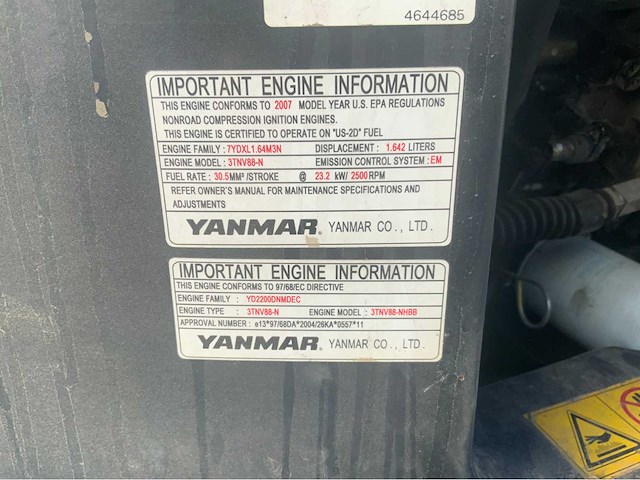 4644685
IMPORTANT ENGINE INFORMATION
THIS ENGINE CONFORMS TO 2007 MODEL YEAR U.S. EPA REGULATIONS
NONROAD COMPRESSION IGNITION ENGINES.
THIS ENGINE IS CERTIFIED TO OPERATE ON "US-2D" FUEL
ENGINE FAMILY : 7YDXL1.64M3N DISPLACEMENT : 1.642 LITERS
ENGINE MODEL : 3TNV88-N EMISSION CONTROL SYSTEM : EM
FUEL RATE : 30.5MM³/STROKE @ 23.2 kW/ 2500RPM
REFER OWNER'S MANUAL FOR MAINTENANCE SPECIFICATIONS AND
ADJUSTMENTS
YANMAR® YANMAR CO., LTD.
IMPORTANT ENGINE INFORMATION
THIS ENGINE CONFORMS TO 97/68/EC DIRECTIVE
ENGINE FAMILY : YD2200DNMDEC
ENGINE TYPE : 3TNV88-N ENGINE MODEL : 3TNV88-NHBB
APPROVAL NUMBER : e13*97/68DA*2004/26KA*0557*11
YANMAR® YANMAR CO., LTD.